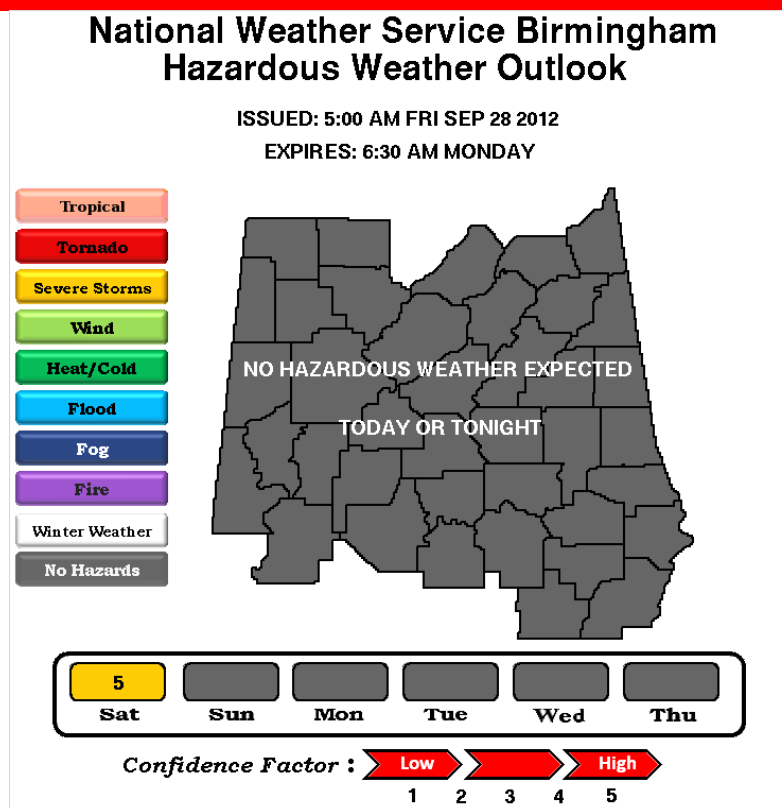 National Weather Service Birmingham
Hazardous Weather Outlook
ISSUED: 5:00 AM FRI SEP 28 2012
EXPIRES: 6:30 AM MONDAY
Tropical
Tornado
Severe Storms
Wind
Heat/Cold
Flood
Fog
Fire
Winter Weather
No Hazards
NO HAZARDOUS WEATHER EXPECTED
TODAY OR TONIGHT
5
Sat Sun Mon Tue Wed Thu
Confidence Factor : Low High
1 2 3 4 5